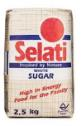 Selati
WHITE
SUGAR
High in Energy
Food for the Family
2,5 kg